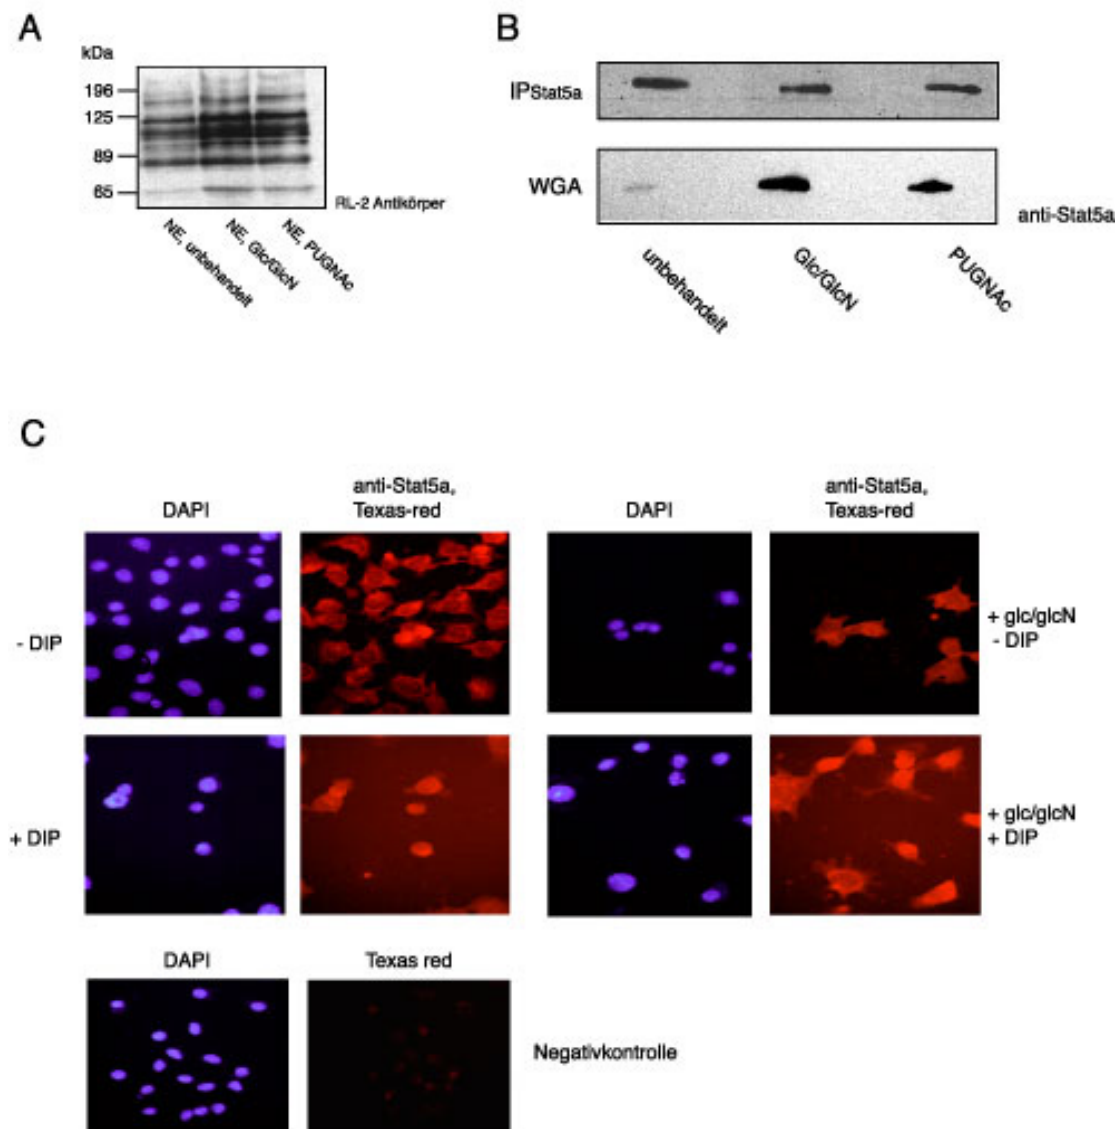 A
kDa
196
125
89
65
RL-2 Antikörper
NE, unbehandelt
NE, Glc/GlcN
NE, PUGNAc
B
IPStat5a
WGA
anti-Stat5a
unbehandelt
Glc/GlcN
PUGNAc
C
DAPI
anti-Stat5a,
Texas-red
DAPI
anti-Stat5a,
Texas-red
- DIP
+ glc/glcN
- DIP
+ DIP
+ glc/glcN
+ DIP
DAPI
Texas red
Negativkontrolle